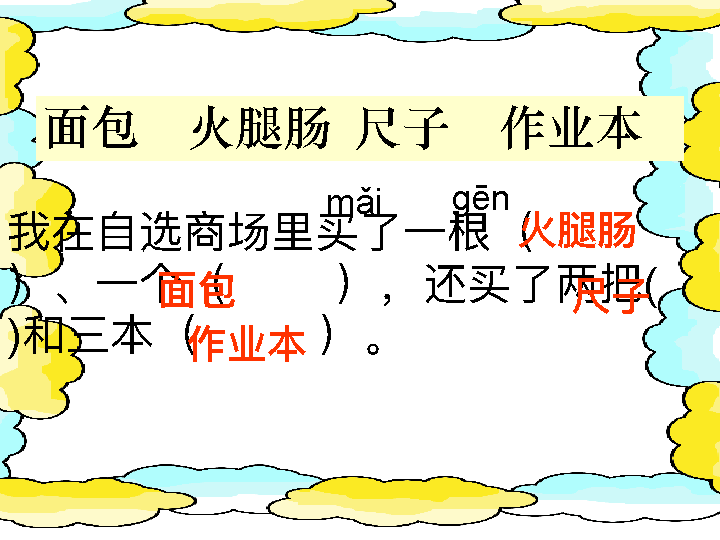 面包 火腿肠 尺子 作业本
mǎi gēn
我在自选商场里买了一根（火腿肠
）、一个（面包），还买了两把(尺子
)和三本（作业本）。